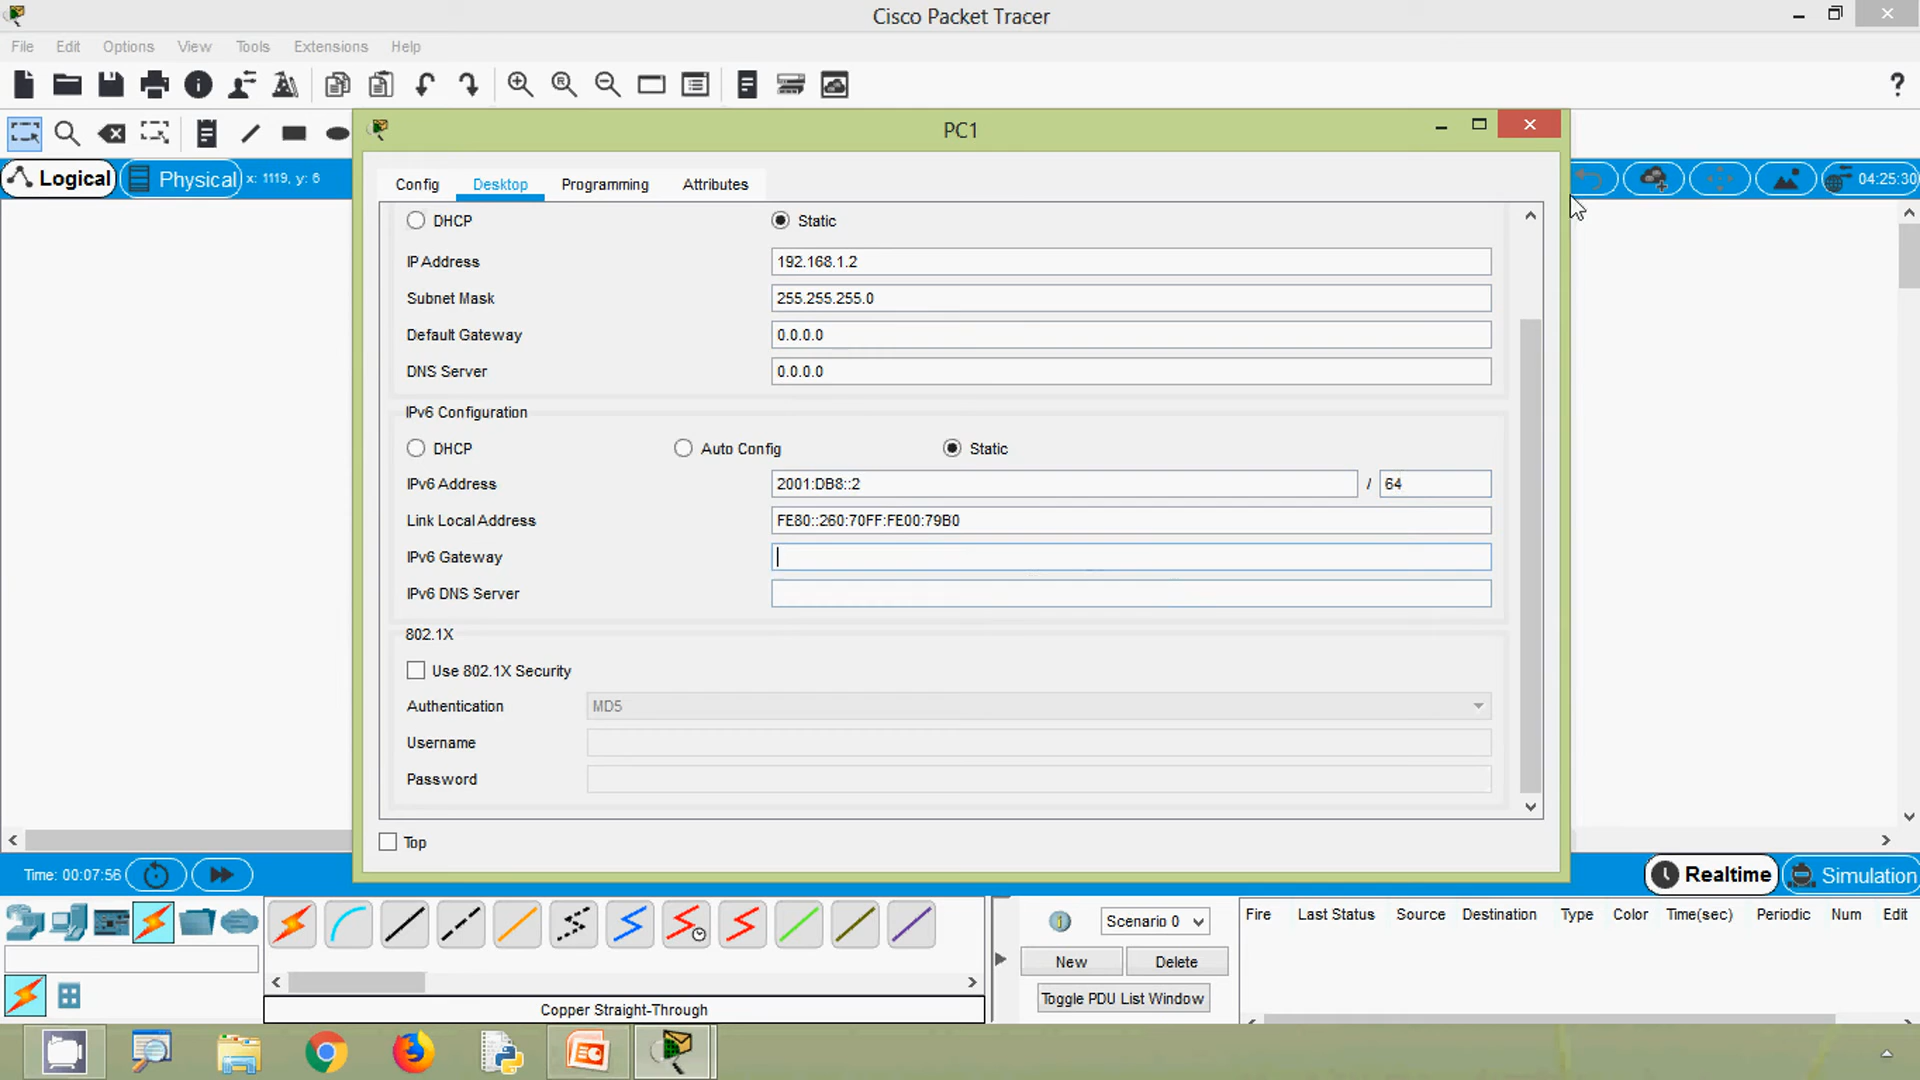 Cisco Packet Tracer
File Edit Options View Tools Extensions Help
PC1
Logical Physical x: 1119, y: 6 04:25:30
Config Desktop Programming Attributes
DHCP Static
IP Address 192.168.1.2
Subnet Mask 255.255.255.0
Default Gateway 0.0.0.0
DNS Server 0.0.0.0
IPv6 Configuration
DHCP Auto Config Static
IPv6 Address 2001:DB8::2 / 64
Link Local Address FE80::260:70FF:FE00:79B0
IPv6 Gateway
IPv6 DNS Server
802.1X
Use 802.1X Security
Authentication MD5
Username
Password
Top
Time: 00:07:56 Realtime Simulation
Scenario 0 Fire Last Status Source Destination Type Color Time(sec) Periodic Num Edit
New Delete
Toggle PDU List Window
Copper Straight-Through